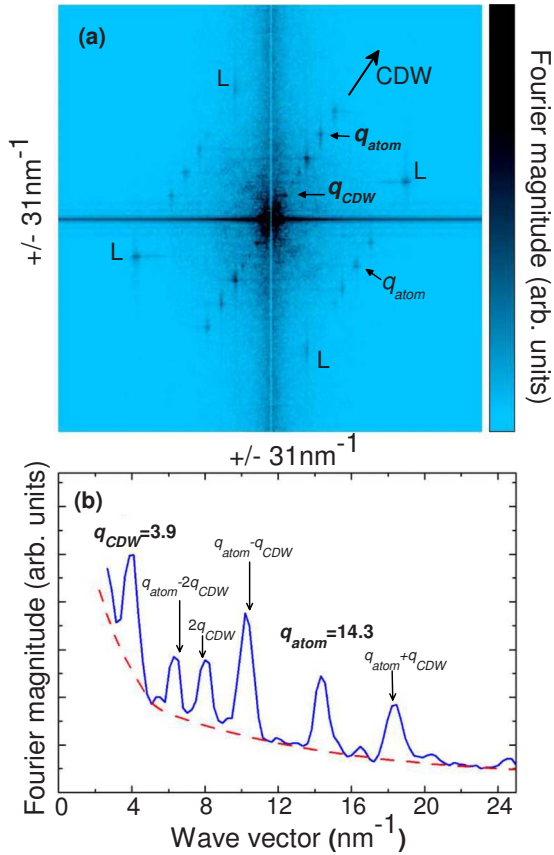 (a)
CDW
L
q_atom
L
q_CDW
L
q_atom
L
+/- 31nm⁻¹
+/- 31nm⁻¹
Fourier magnitude (arb. units)
(b)
q_CDW=3.9
q_atom-q_CDW
q_atom-2q_CDW
2q_CDW
q_atom=14.3
q_atom+q_CDW
Fourier magnitude (arb. units)
0 4 8 12 16 20 24
Wave vector (nm⁻¹)